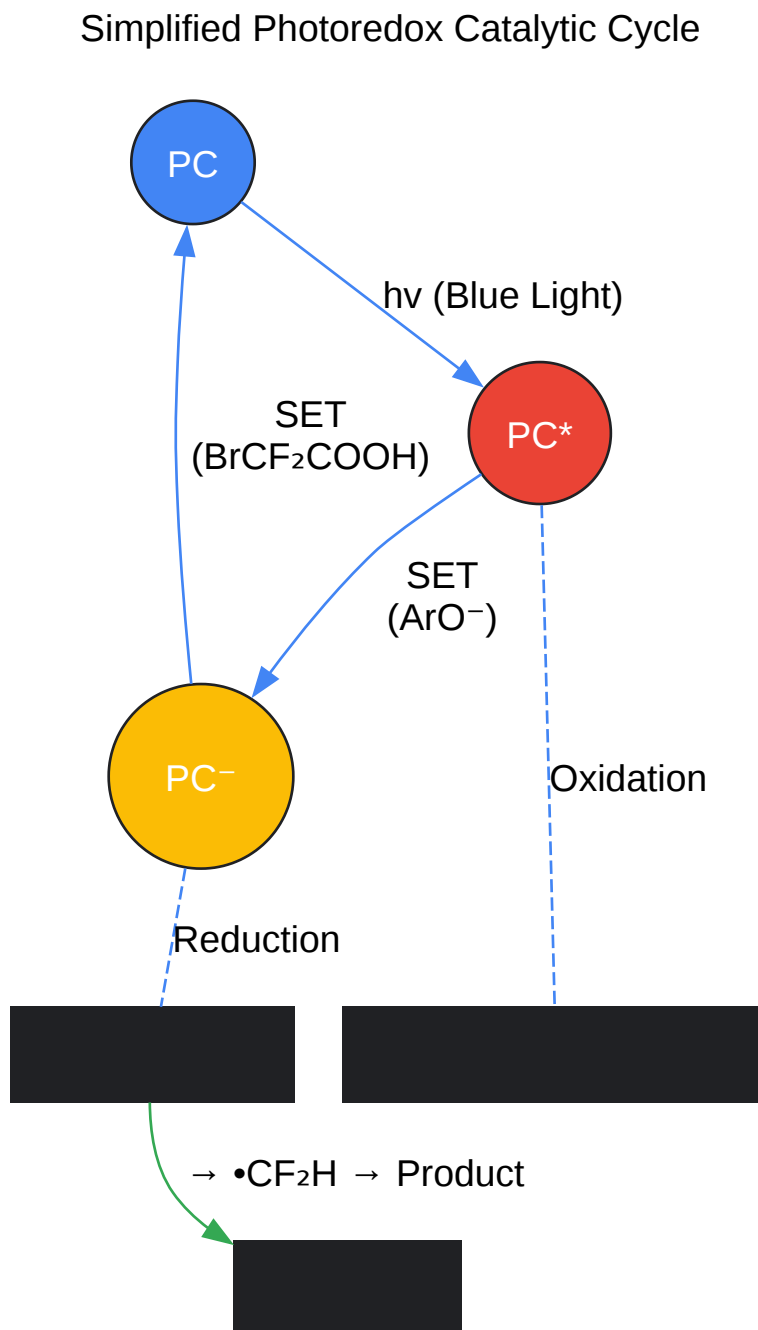 Simplified Photoredox Catalytic Cycle
PC
hν (Blue Light)
SET
(BrCF₂COOH)
PC*
SET
(ArO⁻)
PC⁻
Oxidation
Reduction
→ •CF₂H → Product